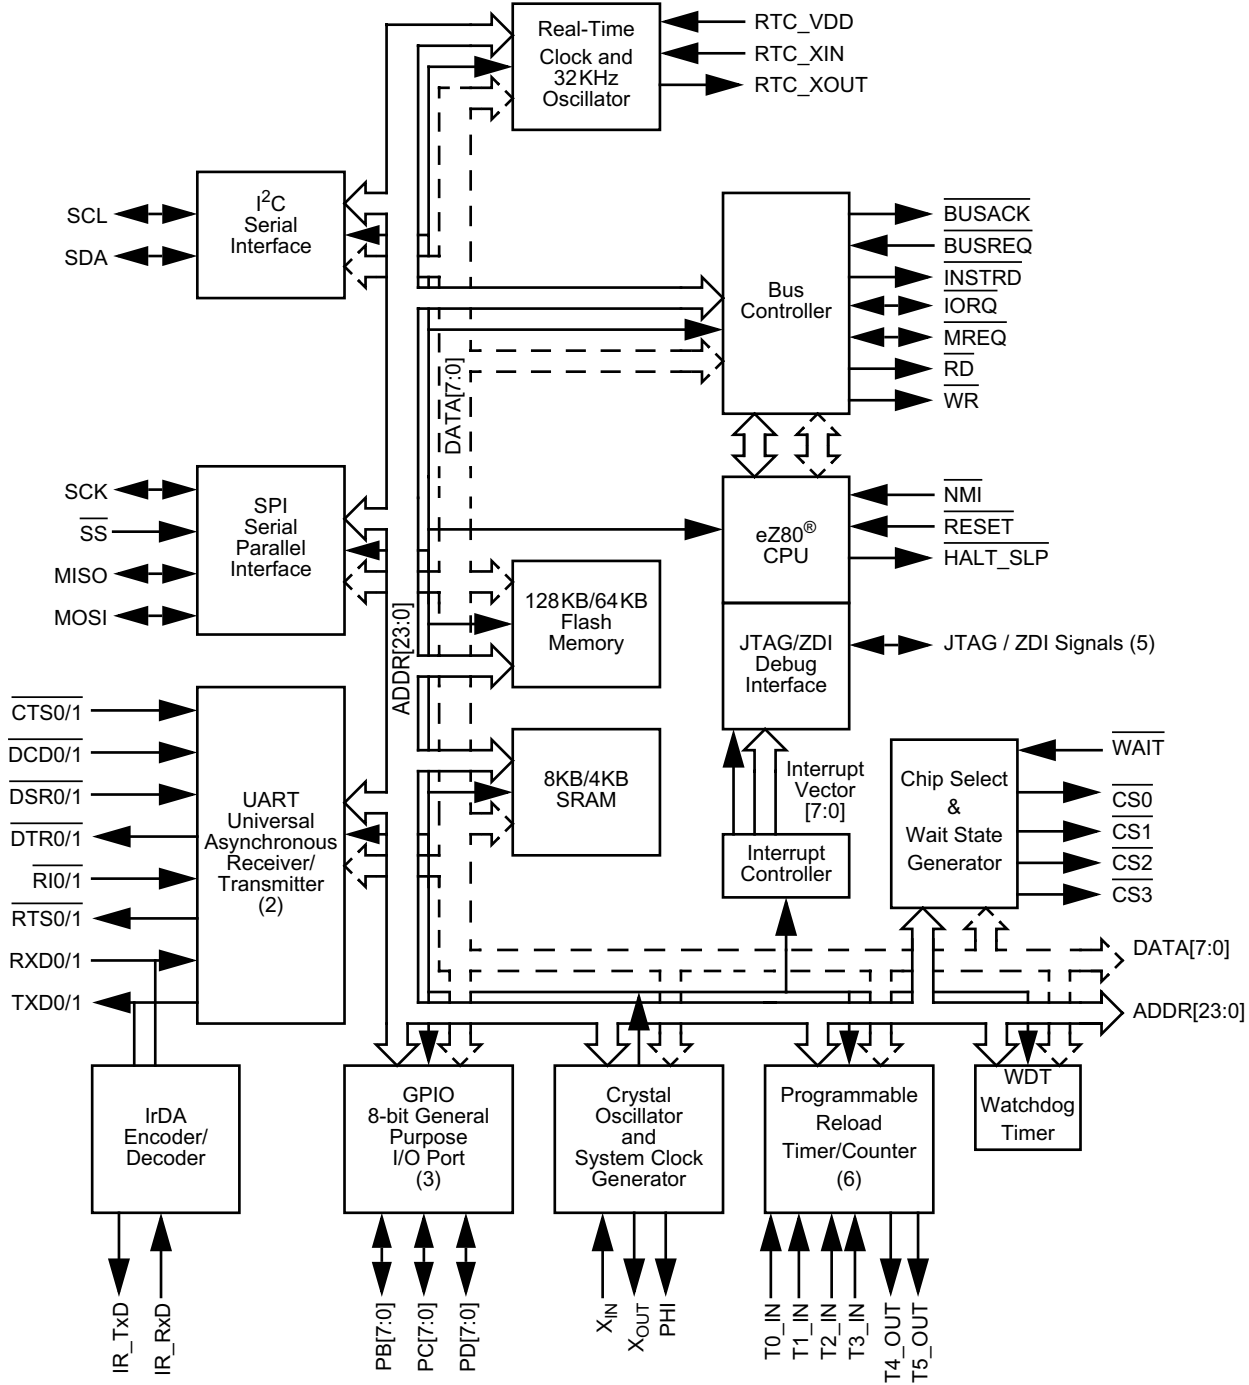 Real-Time
Clock and
32KHz
Oscillator
RTC_VDD
RTC_XIN
RTC_XOUT
I2C
Serial
Interface
SCL
SDA
Bus
Controller
BUSACK
BUSREQ
INSTRD
IORQ
MREQ
RD
WR
DATA[7:0]
SPI
Serial
Parallel
Interface
SCK
SS
MISO
MOSI
eZ80®
CPU
NMI
RESET
HALT_SLP
128KB/64KB
Flash
Memory
ADDR[23:0]
JTAG/ZDI
Debug
Interface
JTAG / ZDI Signals (5)
CTS0/1
DCD0/1
DSR0/1
DTR0/1
RI0/1
RTS0/1
RXD0/1
TXD0/1
UART
Universal
Asynchronous
Receiver/
Transmitter
(2)
8KB/4KB
SRAM
Interrupt
Vector
[7:0]
Interrupt
Controller
Chip Select
&
Wait State
Generator
WAIT
CS0
CS1
CS2
CS3
DATA[7:0]
ADDR[23:0]
IrDA
Encoder/
Decoder
GPIO
8-bit General
Purpose
I/O Port
(3)
Crystal
Oscillator
and
System Clock
Generator
Programmable
Reload
Timer/Counter
(6)
WDT
Watchdog
Timer
IR_TxD
IR_RxD
PB[7:0]
PC[7:0]
PD[7:0]
XIN
XOUT
PHI
T0_IN
T1_IN
T2_IN
T3_IN
T4_OUT
T5_OUT